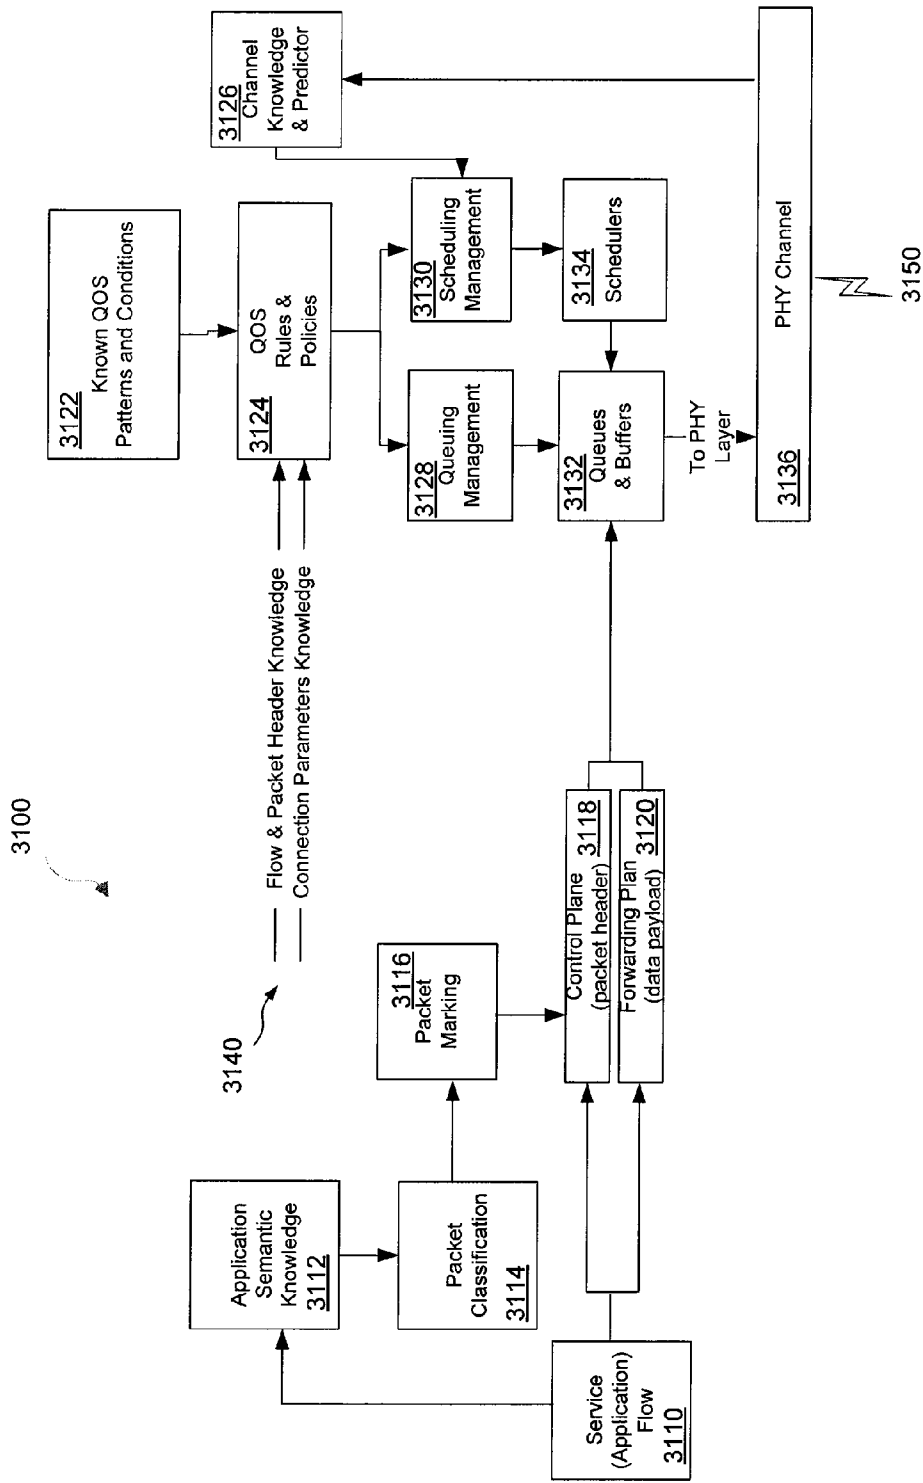 3100
3110
Service
(Application)
Flow
Application
Semantic
Knowledge
3112
Packet
Classification
3114
3116
Packet
Marking
Control Plane
(packet header)
3118
Forwarding Plan
((data payload)
3120
3140
Flow & Packet Header Knowledge
Connection Parameters Knowledge
3122
Known QOS
Patterns and Conditions
3124
QOS
Rules &
Policies
3126
Channel
Knowledge
& Predictor
3128
Queuing
Management
3130
Scheduling
Management
3132
Queues
& Buffers
3134
Schedulers
To PHY
Layer
3136
PHY Channel
3150